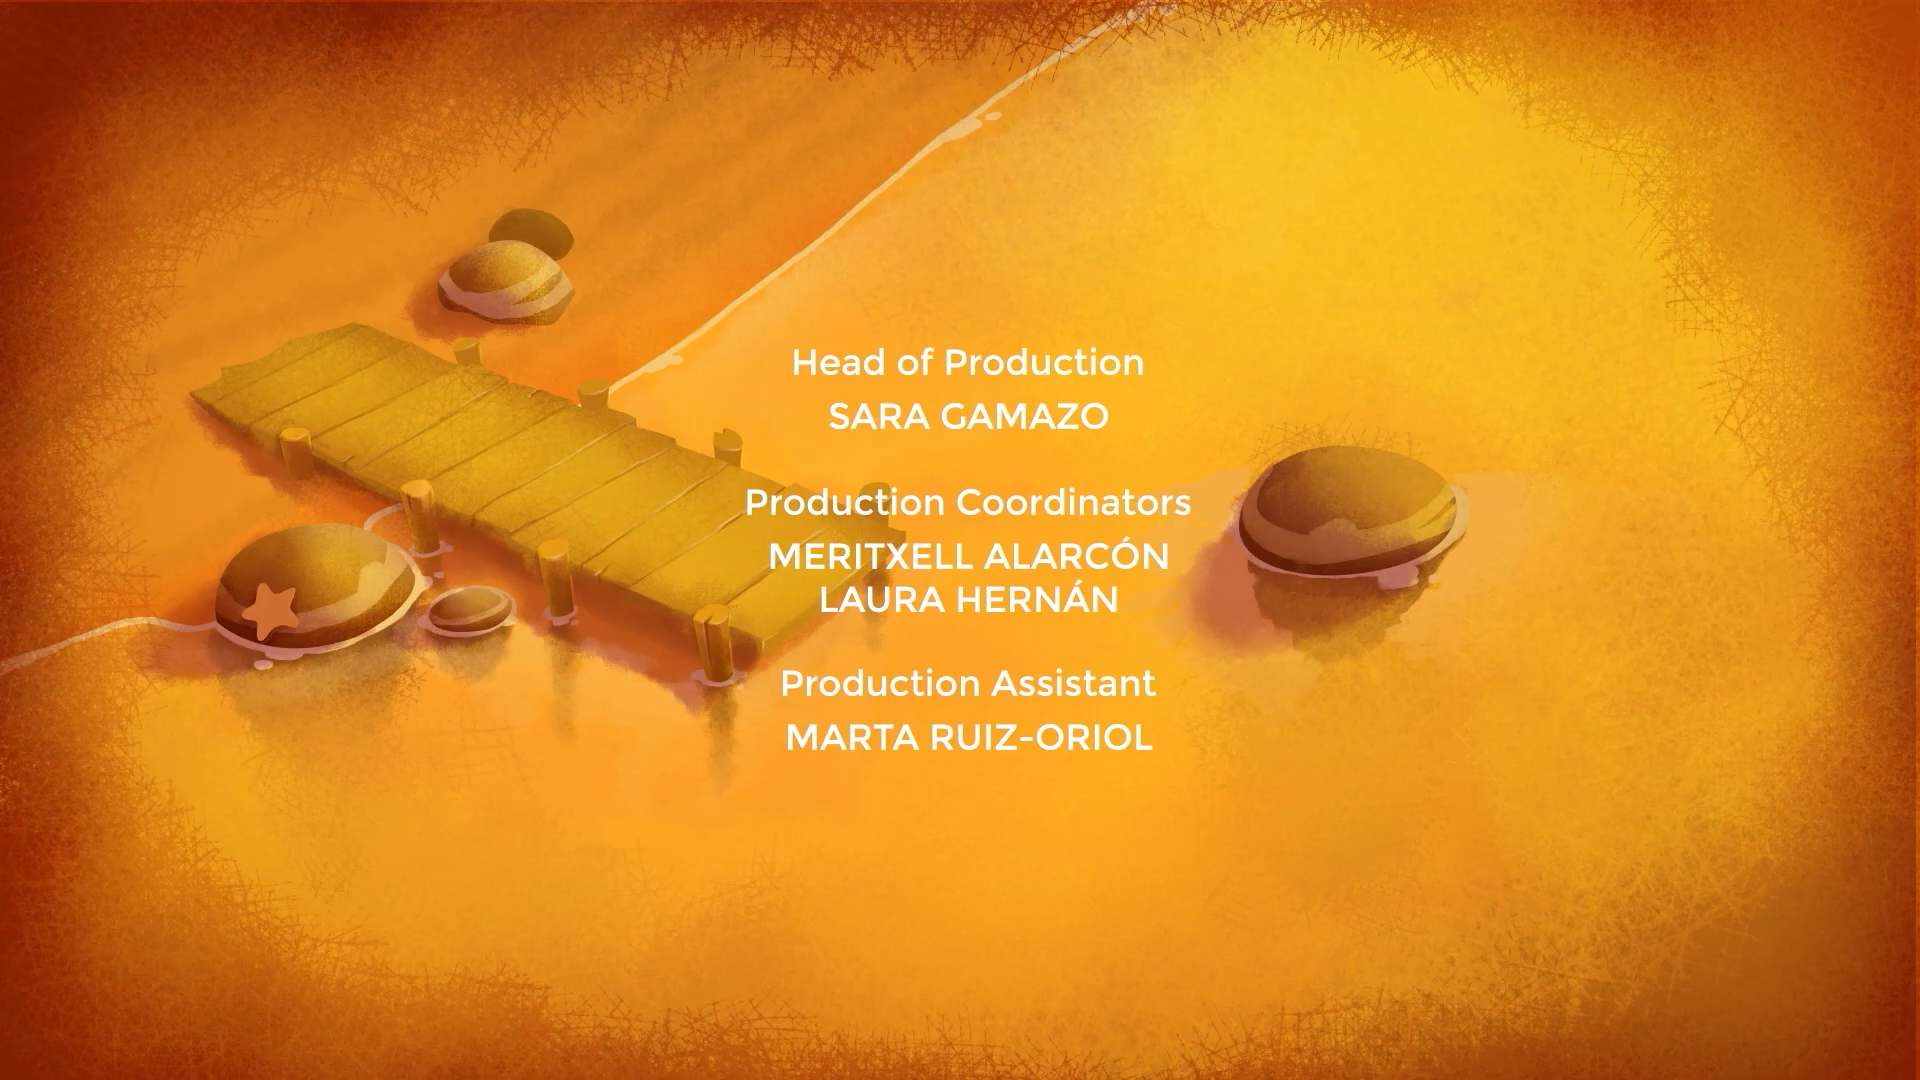 Head of Production
SARA GAMAZO
Production Coordinators
MERITXELL ALARCÓN
LAURA HERNÁN
Production Assistant
MARTA RUIZ-ORIOL